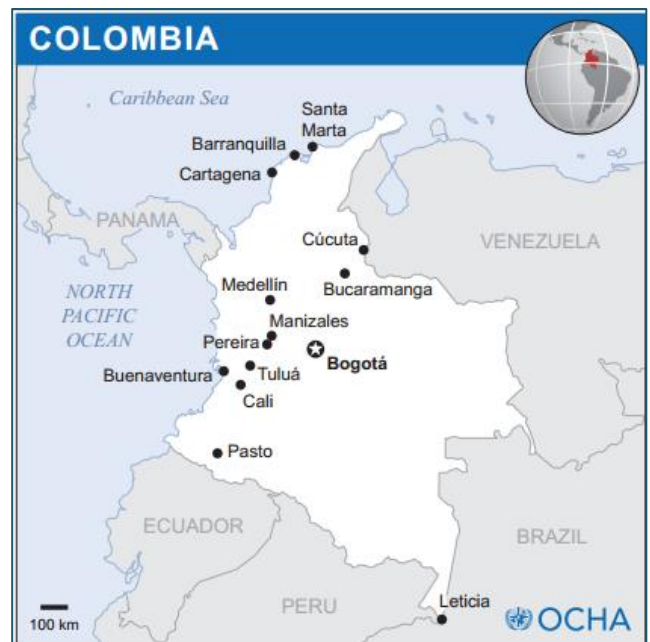 COLOMBIA
Caribbean Sea
Santa
Marta
Barranquilla
Cartagena
PANAMA
Cúcuta
VENEZUELA
NORTH
PACIFIC
OCEAN
Medellín
Bucaramanga
Manizales
Pereira
Bogotá
Buenaventura
Tuluá
Cali
Pasto
ECUADOR
BRAZIL
PERU
Leticia
100 km
OCHA